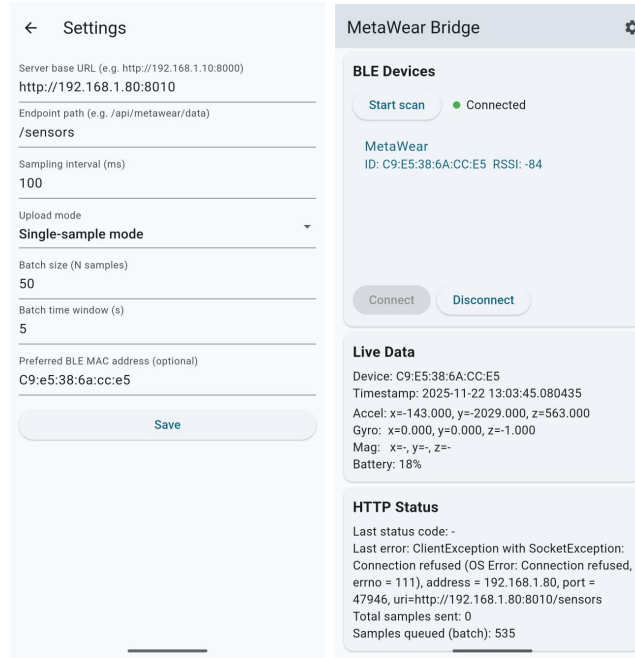 Settings
Server base URL (e.g. http://192.168.1.10:8000)
http://192.168.1.80:8010
Endpoint path (e.g. /api/metawear/data)
/sensors
Sampling interval (ms)
100
Upload mode
Single-sample mode
Batch size (N samples)
50
Batch time window (s)
5
Preferred BLE MAC address (optional)
C9:e5:38:6a:cc:e5
Save
MetaWear Bridge
BLE Devices
Start scan
Connected
MetaWear
ID: C9:E5:38:6A:CC:E5 RSSI: -84
Connect
Disconnect
Live Data
Device: C9:E5:38:6A:CC:E5
Timestamp: 2025-11-22 13:03:45.080435
Accel: x=-143.000, y=-2029.000, z=563.000
Gyro: x=0.000, y=0.000, z=-1.000
Mag: x=-, y=-, z=-
Battery: 18%
HTTP Status
Last status code: -
Last error: ClientException with SocketException:
Connection refused (OS Error: Connection refused,
errno = 111), address = 192.168.1.80, port =
47946, uri=http://192.168.1.80:8010/sensors
Total samples sent: 0
Samples queued (batch): 535